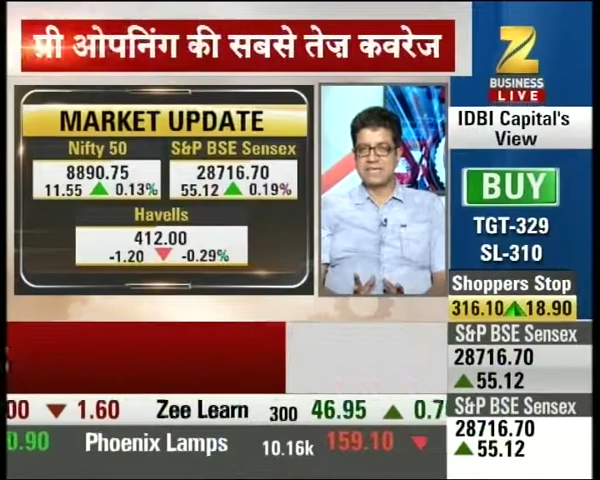 प्री ओपनिंग की सबसे तेज़ कवरेज
BUSINESS
LIVE
MARKET UPDATE
Nifty 50
8890.75
11.55 0.13%
S&P BSE Sensex
28716.70
55.12 0.19%
Havells
412.00
-1.20 -0.29%
IDBI Capital's
View
BUY
TGT-329
SL-310
Shoppers Stop
316.10 18.90
S&P BSE Sensex
28716.70
55.12
S&P BSE Sensex
28716.70
55.12
00 1.60 Zee Learn 300 46.95 0.7
0.90 Phoenix Lamps 10.16k 159.10